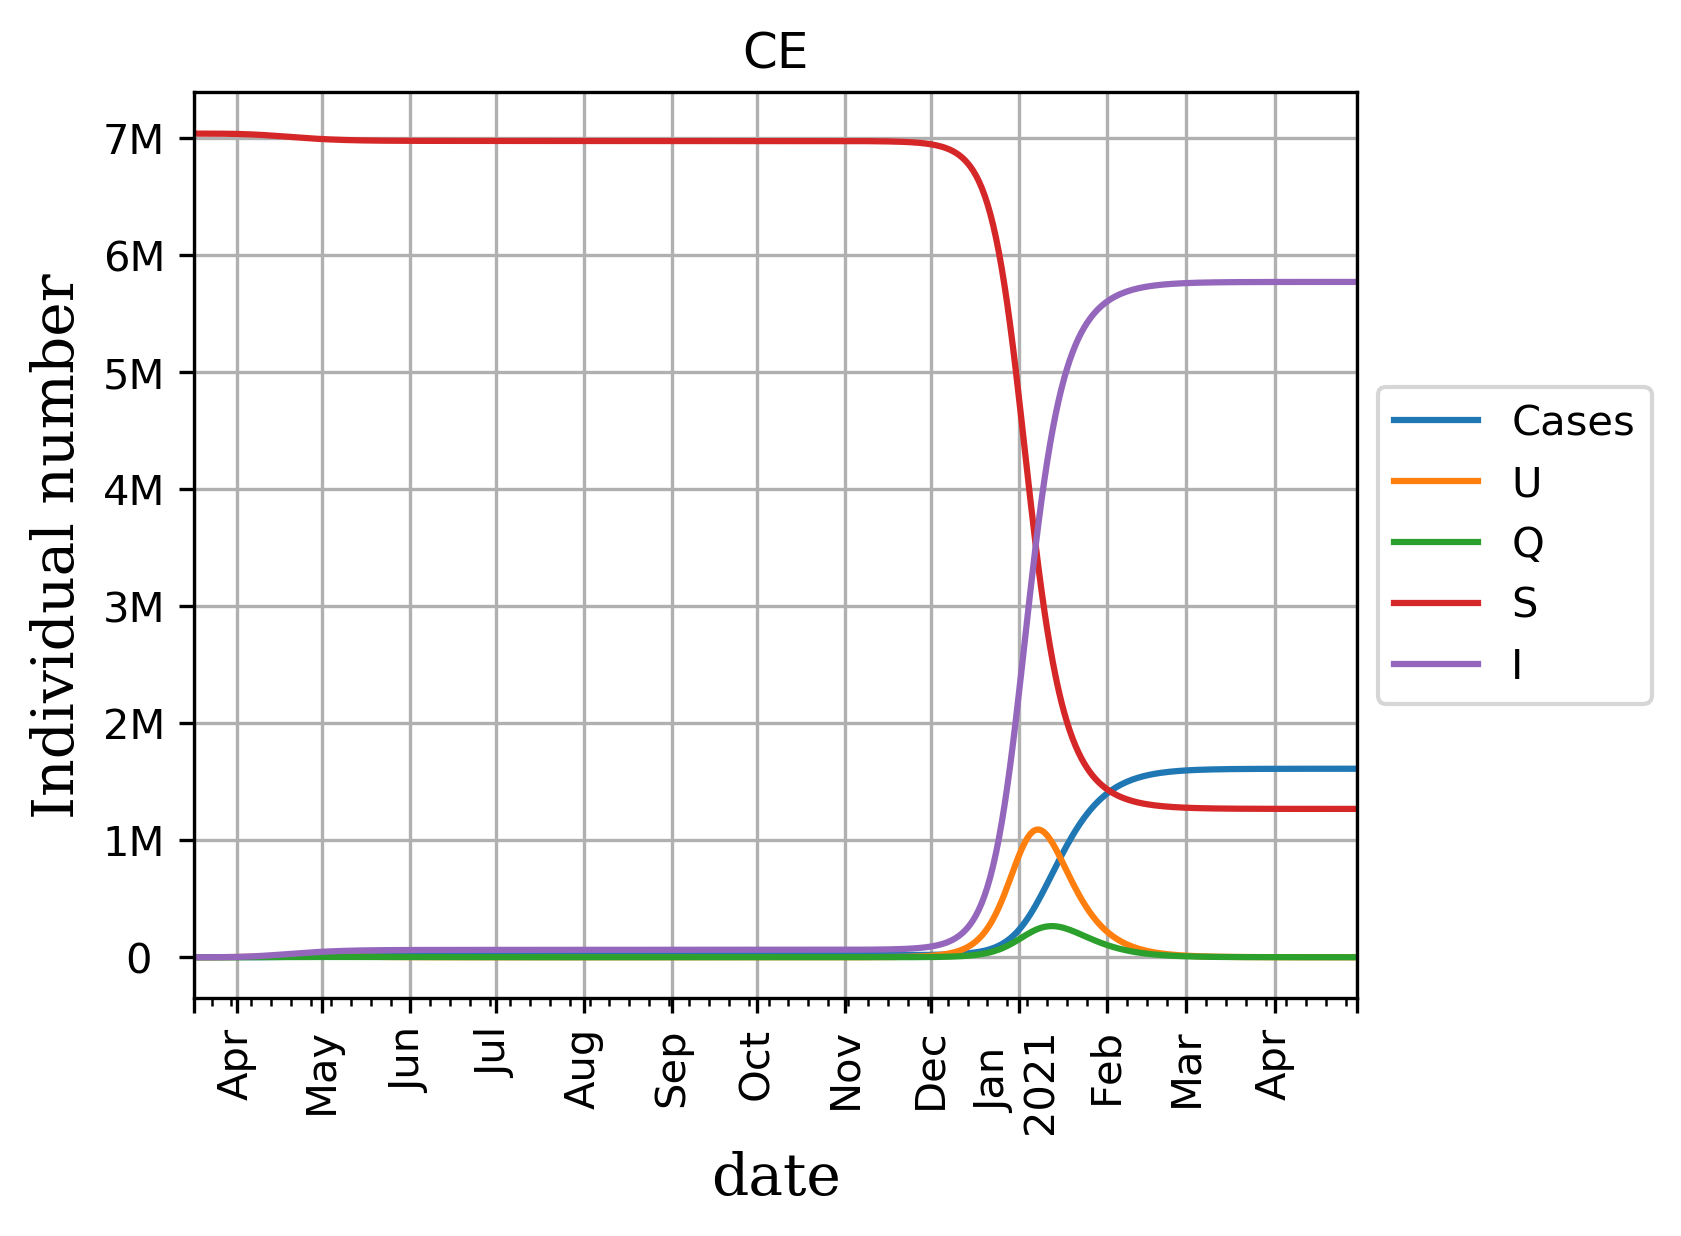 CE
Individual number
7M
6M
5M
4M
3M
2M
1M
0
Apr
May
Jun
Jul
Aug
Sep
Oct
Nov
Dec
Jan
2021
Feb
Mar
Apr
date
Cases
U
Q
S
I